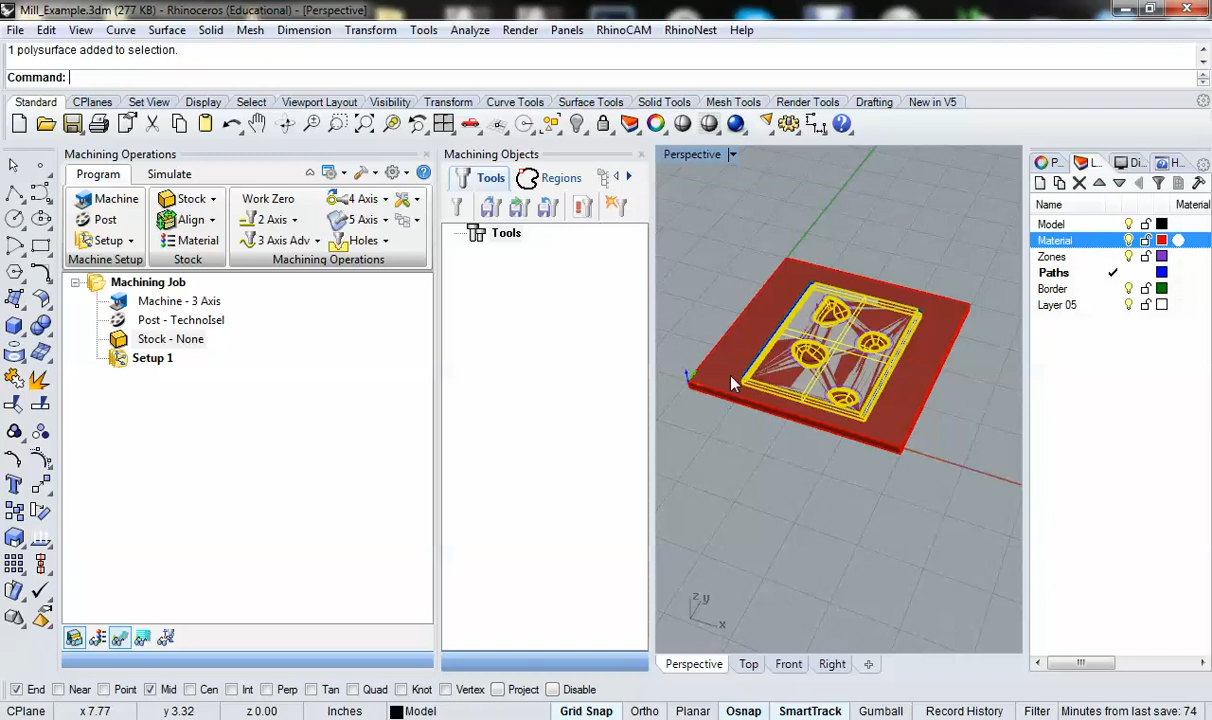 Mill_Example.3dm (277 KB) - Rhinoceros (Educational) - [Perspective]
File Edit View Curve Surface Solid Mesh Dimension Transform Tools Analyze Render Panels RhinoCAM RhinoNest Help
1 polysurface added to selection.
Command:
Standard CPlanes Set View Display Select Viewport Layout Visibility Transform Curve Tools Surface Tools Solid Tools Mesh Tools Render Tools Drafting New in V5
Machining Operations
Program Simulate
Machine Stock Work Zero 4 Axis
Post Align 2 Axis 5 Axis
Setup Material 3 Axis Adv Holes
Machine Setup Stock Machining Operations
Machining Job
Machine - 3 Axis
Post - TechnoIsel
Stock - None
Setup 1
Machining Objects
Tools Regions
Tools
Perspective
z y
x
Perspective Top Front Right
P... L... Di... H...
Name Material
Model
Material
Zones
Paths
Border
Layer 05
End Near Point Mid Cen Int Perp Tan Quad Knot Vertex Project Disable
CPlane x 7.77 y 3.32 z 0.00 Inches Model Grid Snap Ortho Planar Osnap SmartTrack Gumball Record History Filter Minutes from last save: 74